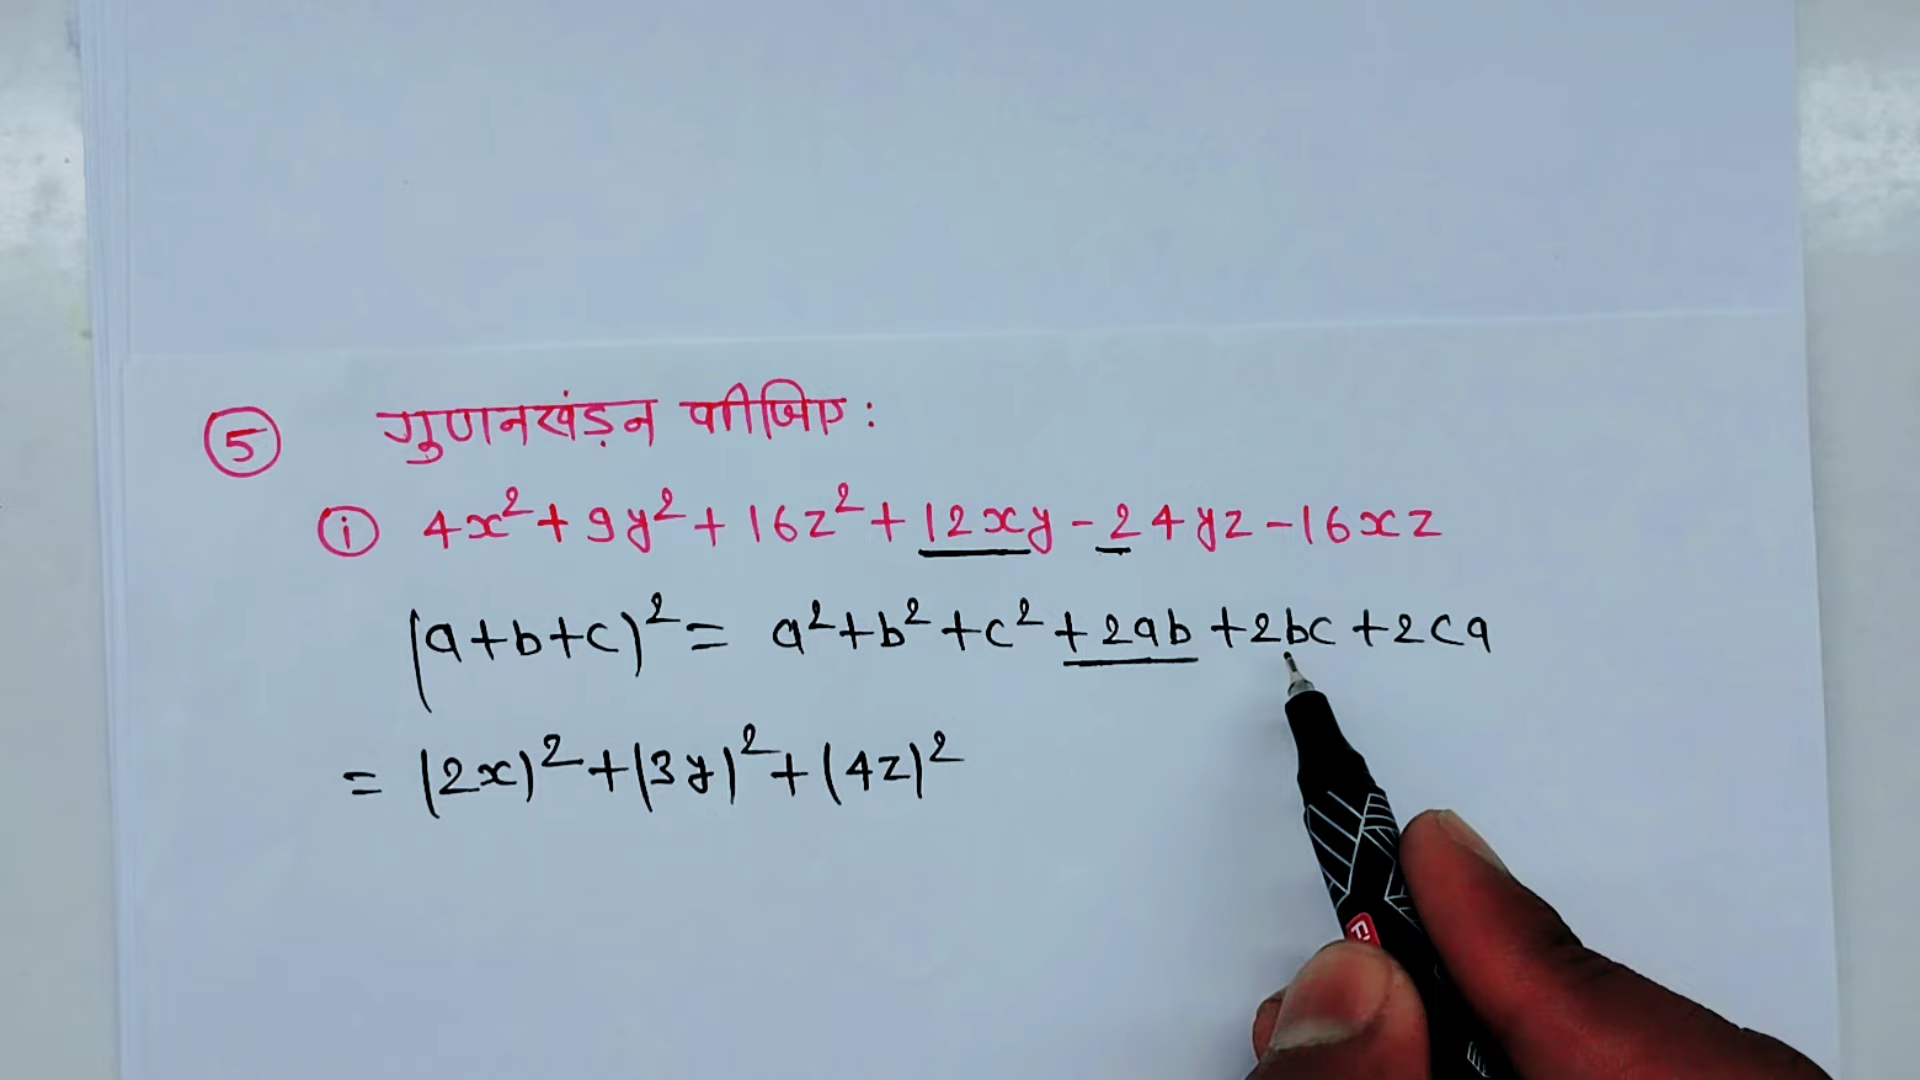 5 गुणनखंड़न कीजिए :
i 4x²+9y²+16z²+12xy-24yz-16xz
(a+b+c)² = a²+b²+c²+2ab+2bc+2ca
= (2x)²+(3y)²+(4z)²